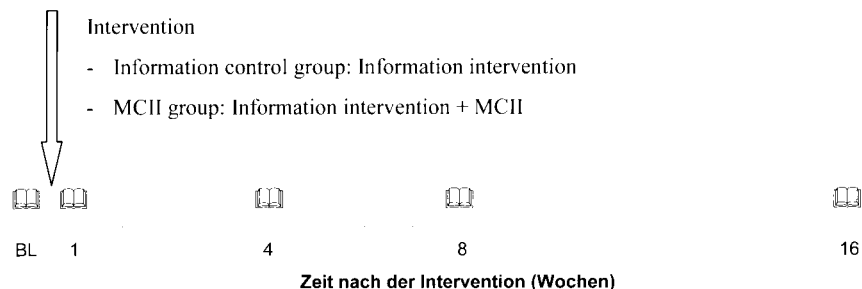 Intervention
- Information control group: Information intervention
- MCII group: Information intervention + MCII
BL 1 4 8 16
Zeit nach der Intervention (Wochen)